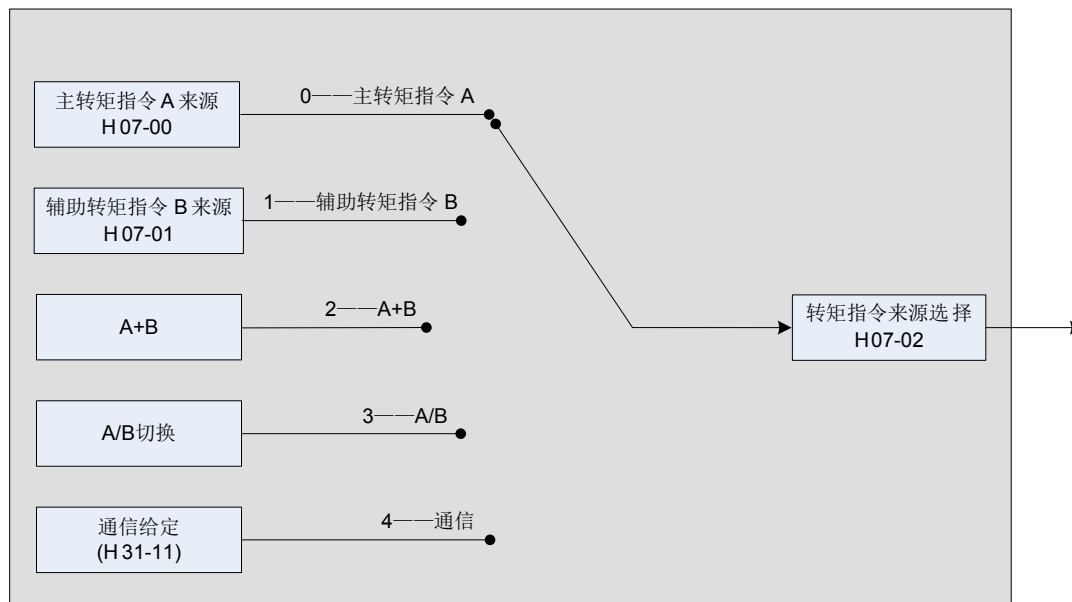 主转矩指令A来源
H07-00
0——主转矩指令 A
辅助转矩指令 B 来源
H07-01
1——辅助转矩指令 B
A+B
2——A+B
转矩指令来源选择
H07-02
A/B切换
3——A/B
通信给定
(H31-11)
4——通信